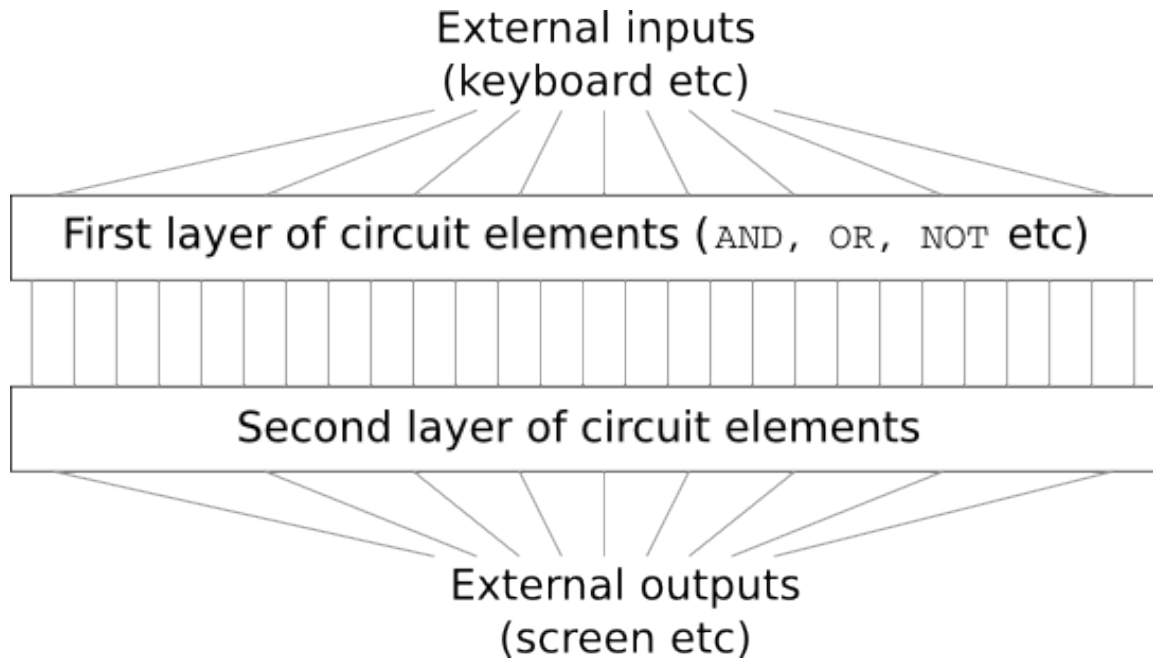 External inputs
(keyboard etc)
First layer of circuit elements (AND, OR, NOT etc)
Second layer of circuit elements
External outputs
(screen etc)